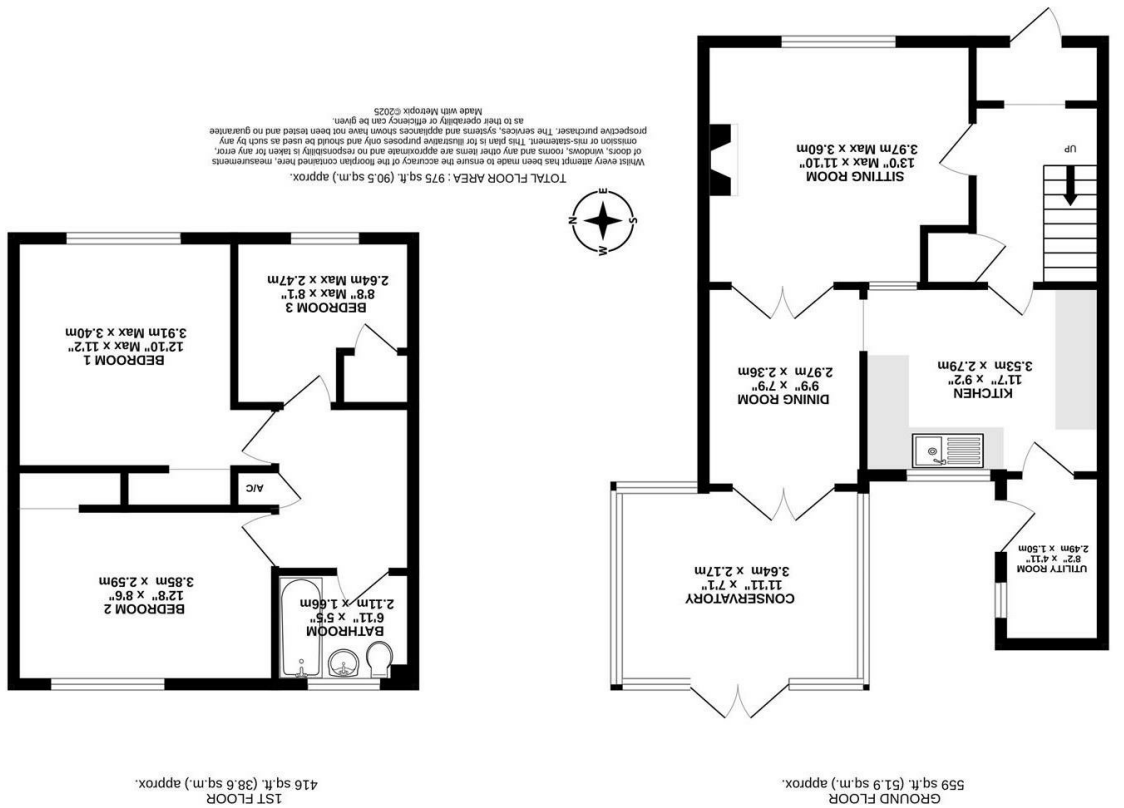 GROUND FLOOR
559 sq.ft. (51.9 sq.m.) approx.
1ST FLOOR
416 sq.ft. (38.6 sq.m.) approx.
CONSERVATORY
11'11" x 7'1"
3.64m x 2.17m
UTILITY ROOM
8'2" x 4'11"
2.49m x 1.50m
KITCHEN
11'7" x 9'2"
3.53m x 2.79m
DINING ROOM
9'9" x 7'9"
2.97m x 2.36m
SITTING ROOM
13'0" Max x 11'10"
3.97m Max x 3.60m
UP
BATHROOM
6'11" x 5'5"
2.11m x 1.66m
BEDROOM 2
12'8" x 8'6"
3.85m x 2.59m
A/C
BEDROOM 1
12'10" Max x 11'2"
3.91m Max x 3.40m
BEDROOM 3
8'8" Max x 8'1"
2.64m Max x 2.47m
N
E
S
W
TOTAL FLOOR AREA : 975 sq.ft. (90.5 sq.m.) approx.
Whilst every attempt has been made to ensure the accuracy of the floorplan contained here, measurements
of doors, windows, rooms and any other items are approximate and no responsibility is taken for any error,
omission or mis-statement. This plan is for illustrative purposes only and should be used as such by any
prospective purchaser. The services, systems and appliances shown have not been tested and no guarantee
as to their operability or efficiency can be given.
Made with Metropix ©2025